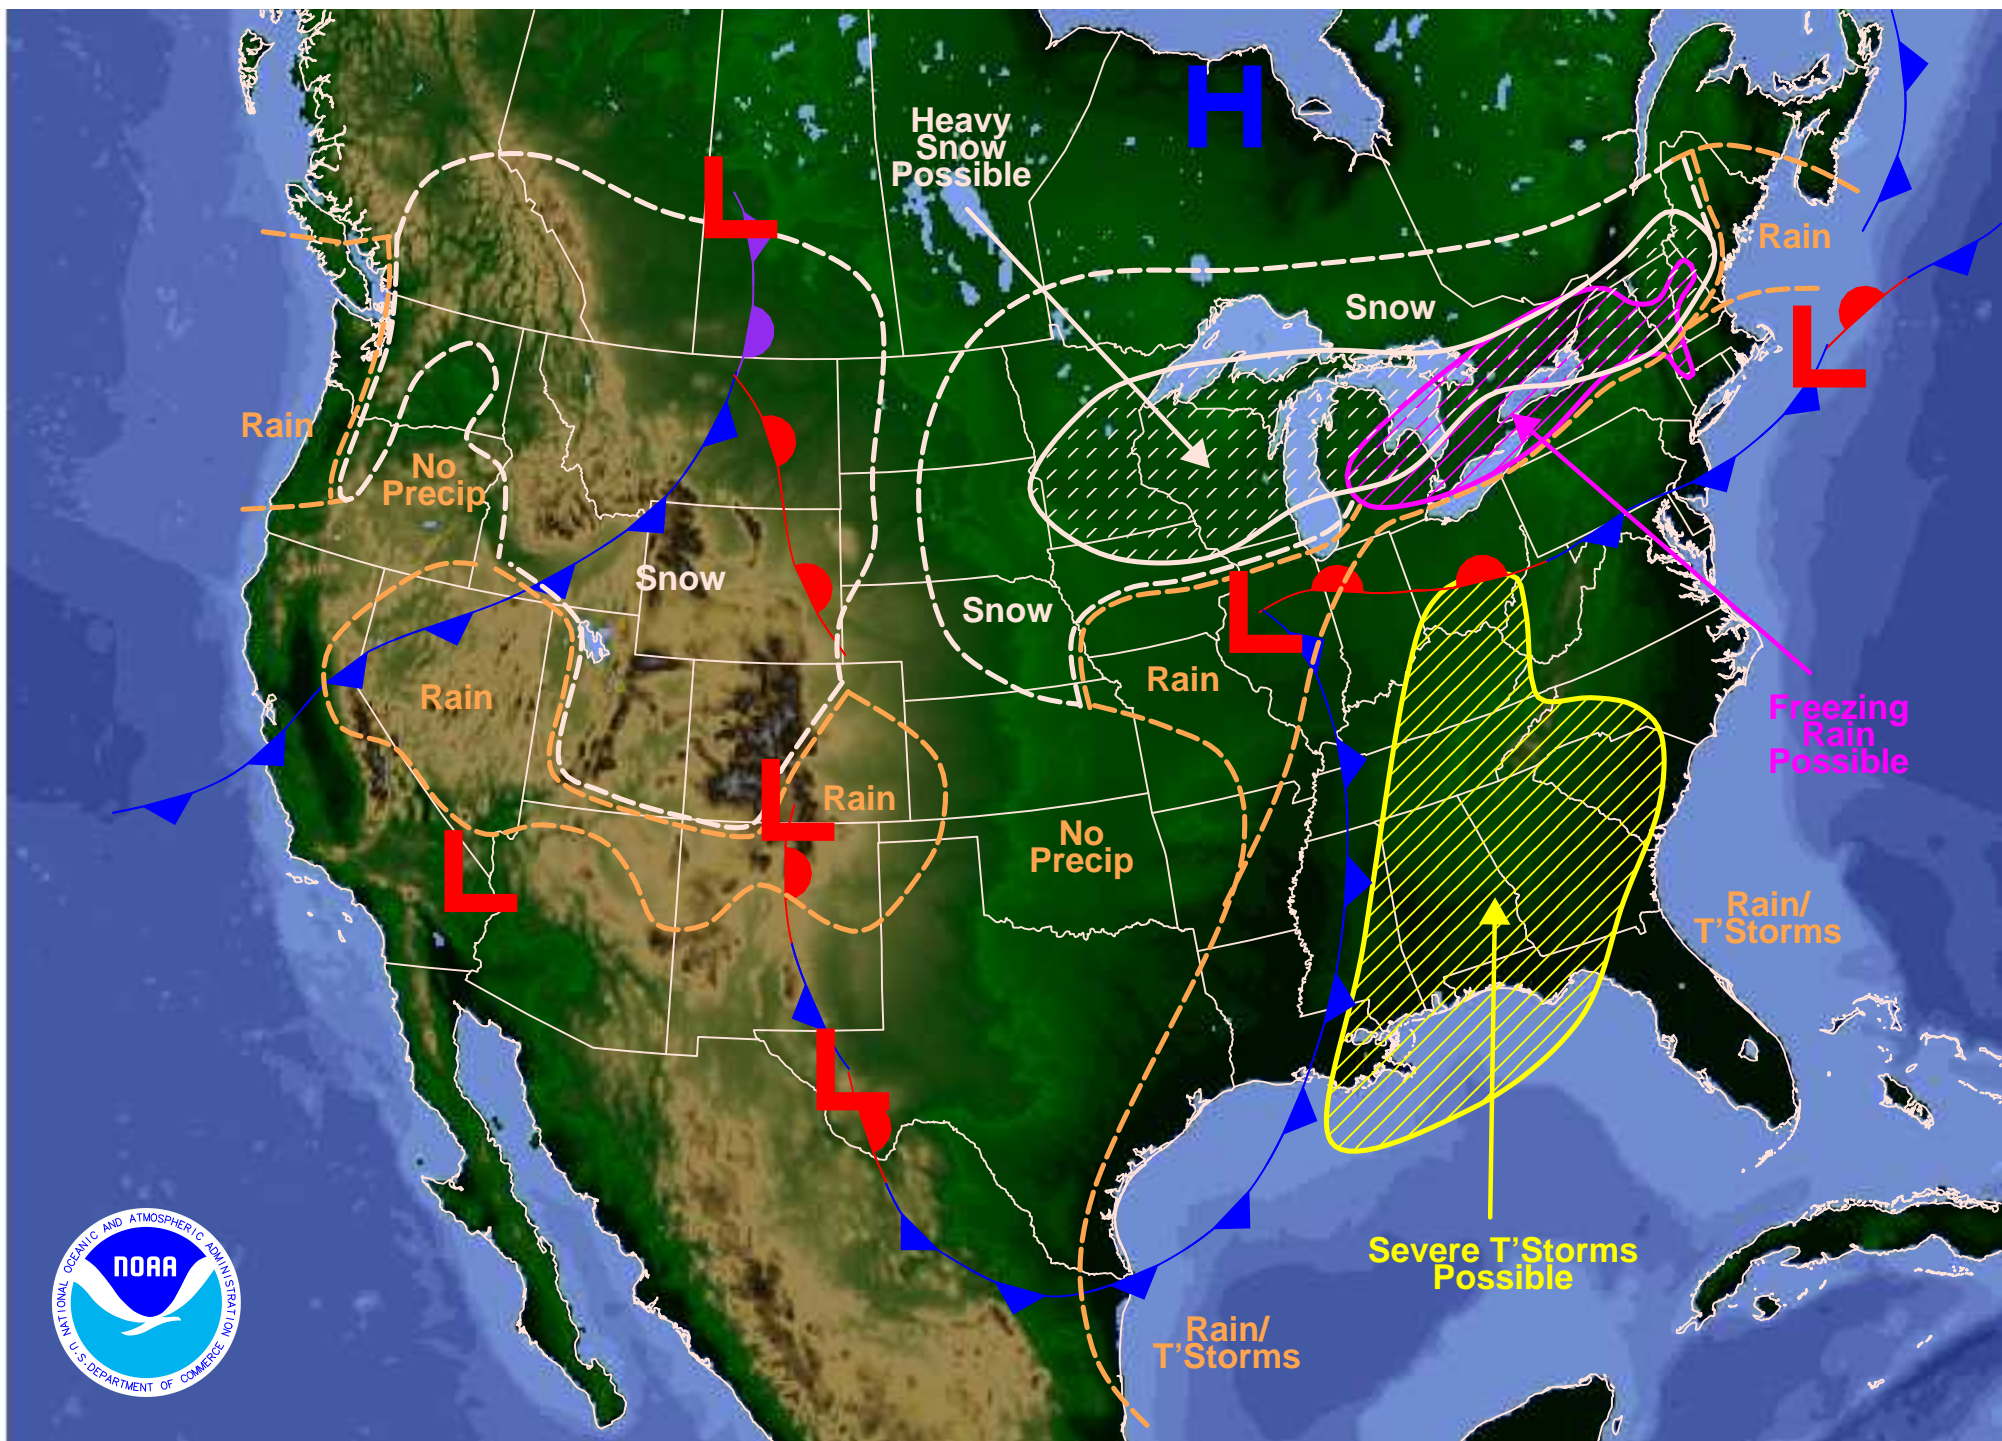 H
Heavy
Snow
Possible
L
Rain
Snow
L
Rain
No
Precip
Snow
Snow
L
Rain
Rain
Freezing
Rain
Possible
L
Rain
No
Precip
L
Rain/
T'Storms
L
NATIONAL OCEANIC AND ATMOSPHERIC ADMINISTRATION
NOAA
U.S. DEPARTMENT OF COMMERCE
Severe T'Storms
Possible
Rain/
T'Storms